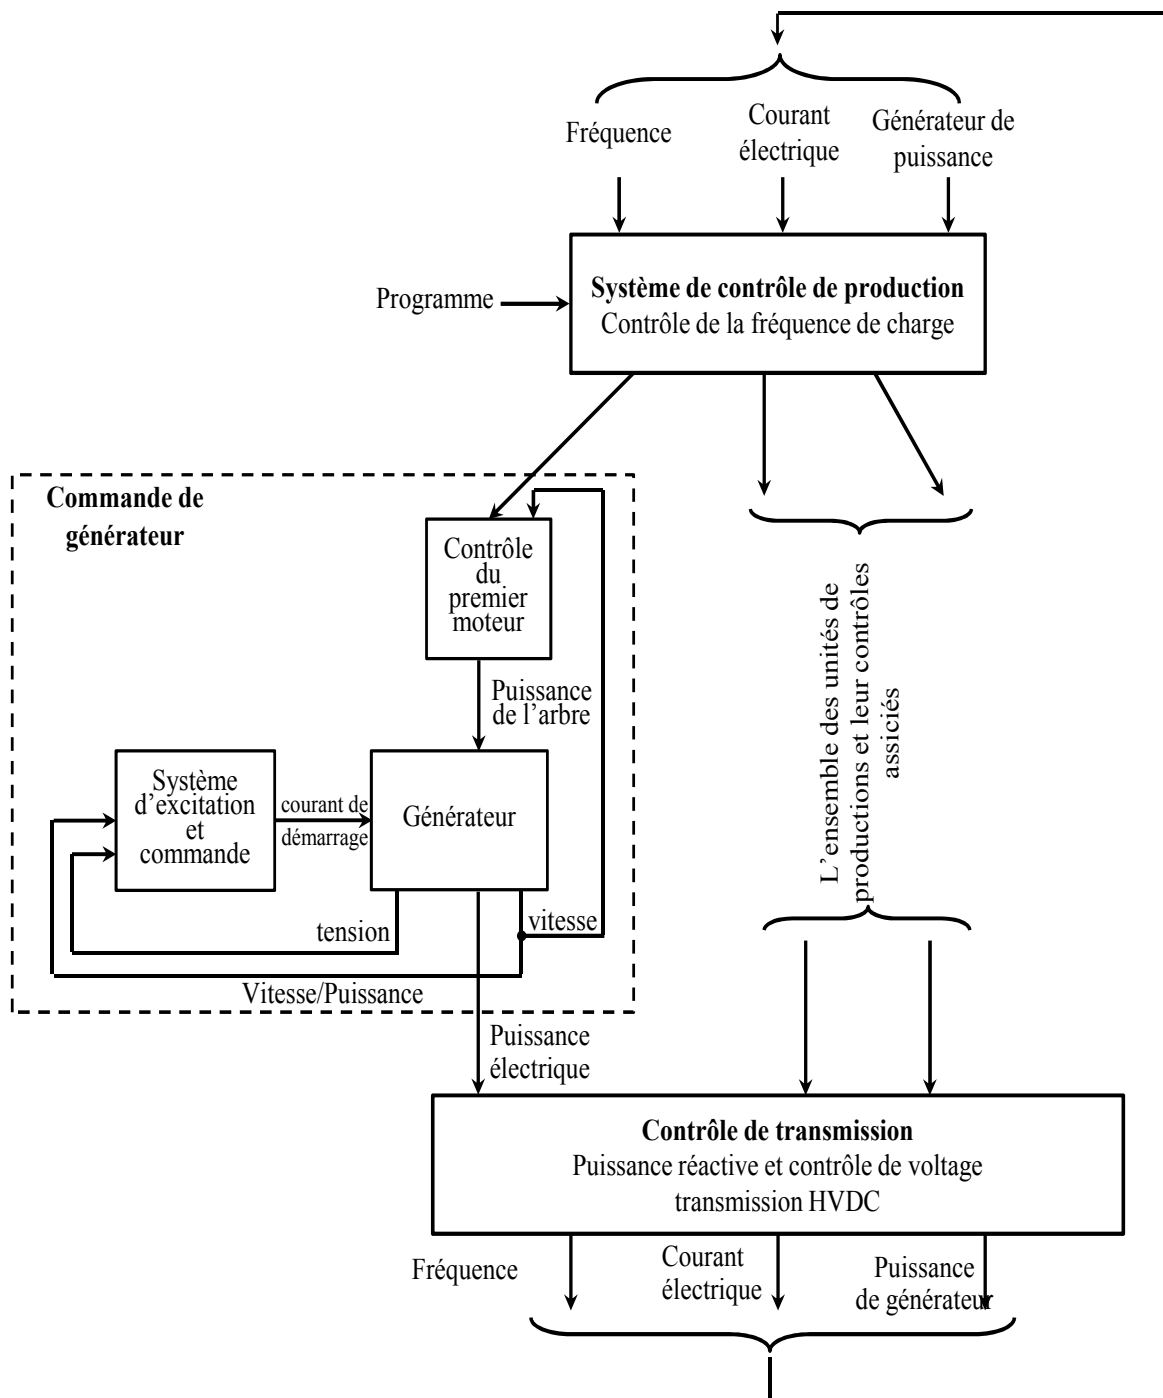 Fréquence
Courant
électrique
Générateur de
puissance
Programme
Système de contrôle de production
Contrôle de la fréquence de charge
Commande de
générateur
Contrôle
du
premier
moteur
Puissance
de l'arbre
Système
d'excitation
et
commande
courant de
démarrage
Générateur
tension
vitesse
Vitesse/Puissance
L'ensemble des unités de
productions et leur contrôles
assiciés
Puissance
électrique
Contrôle de transmission
Puissance réactive et contrôle de voltage
transmission HVDC
Fréquence
Courant
électrique
Puissance
de générateur